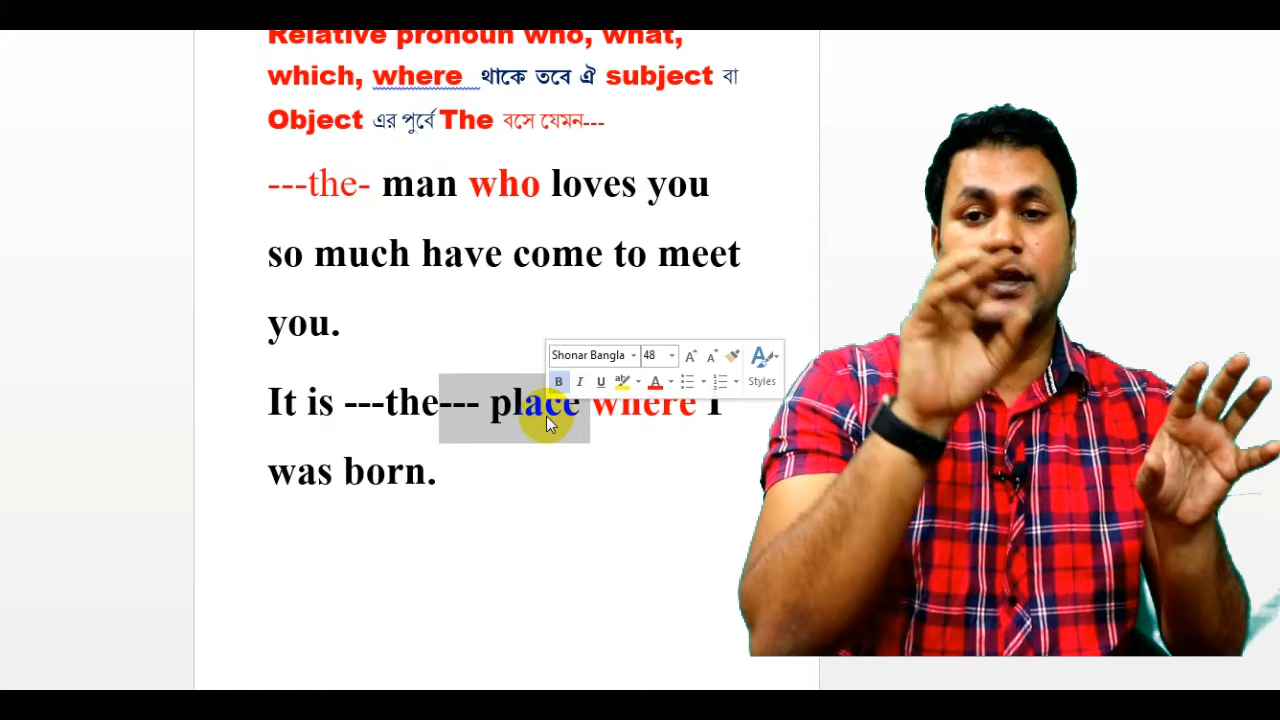 Relative pronoun who, what,
which, where থাকে তবে ঐ subject বা
Object এর পুর্বে The বসে যেমন---
---the- man who loves you
so much have come to meet
you.
Shonar Bangla 48
It is ---the--- place where I
Styles
was born.